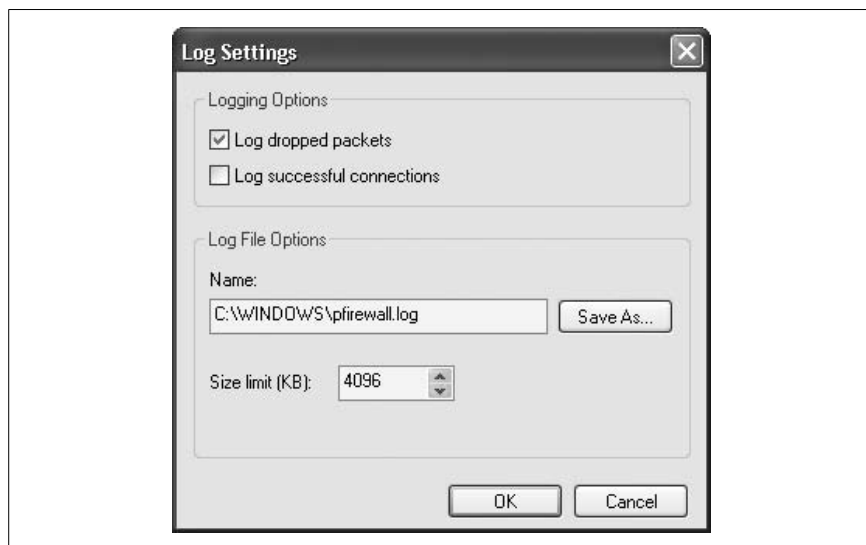 Log Settings
Logging Options
Log dropped packets
Log successful connections
Log File Options
Name:
C:\WINDOWS\pfirewall.log
Save As...
Size limit (KB):
4096
OK
Cancel